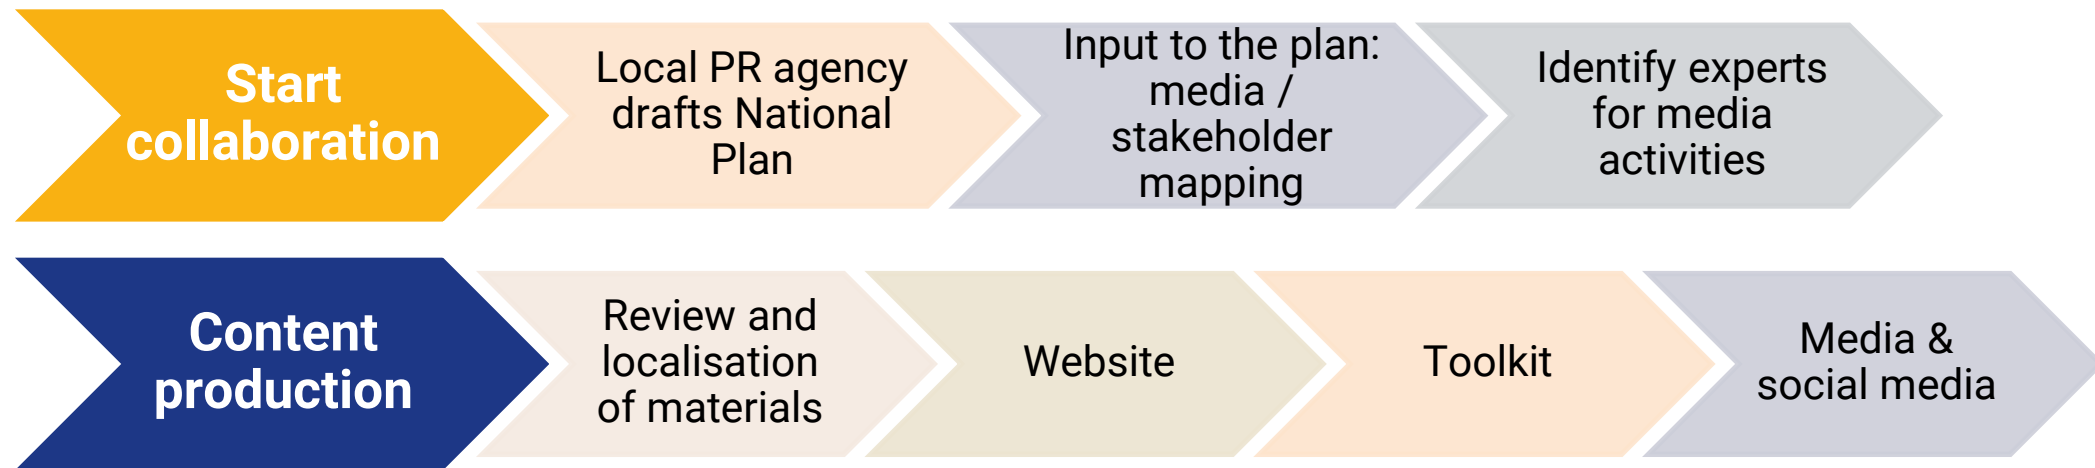 Start
collaboration
Local PR agency
drafts National
Plan
Input to the plan:
media /
stakeholder
mapping
Identify experts
for media
activities
Content
production
Review and
localisation
of materials
Website
Toolkit
Media &
social media